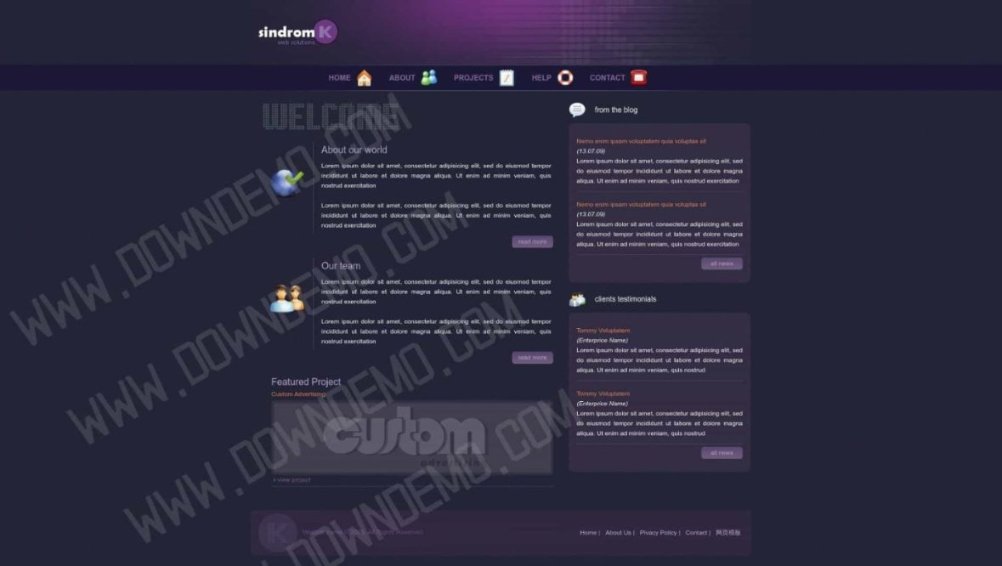 sindrom K
web solutions
HOME ABOUT PROJECTS HELP CONTACT
WELCOME
About our world
Lorem ipsum dolor sit amet, consectetur adipisicing elit, sed do eiusmod tempor
incididunt ut labore et dolore magna aliqua. Ut enim ad minim veniam, quis
nostrud exercitation
Lorem ipsum dolor sit amet, consectetur adipisicing elit, sed do eiusmod tempor
incididunt ut labore et dolore magna aliqua. Ut enim ad minim veniam, quis
nostrud exercitation
read more
Our team
Lorem ipsum dolor sit amet, consectetur adipisicing elit, sed do eiusmod tempor
incididunt ut labore et dolore magna aliqua. Ut enim ad minim veniam, quis
nostrud exercitation
Lorem ipsum dolor sit amet, consectetur adipisicing elit, sed do eiusmod tempor
incididunt ut labore et dolore magna aliqua. Ut enim ad minim veniam, quis
nostrud exercitation
read more
Featured Project
Custom Advertising
custom
+ view project
from the blog
Nemo enim ipsam voluptatem quia voluptas sit
(13.07.09)
Lorem ipsum dolor sit amet, consectetur adipisicing elit, sed
do eiusmod tempor incididunt ut labore et dolore magna
aliqua. Ut enim ad minim veniam, quis nostrud exercitation
Nemo enim ipsam voluptatem quia voluptas sit
(13.07.09)
Lorem ipsum dolor sit amet, consectetur adipisicing elit, sed
do eiusmod tempor incididunt ut labore et dolore magna
aliqua. Ut enim ad minim veniam, quis nostrud exercitation
all news
clients testimonials
Tommy Voluptatem
(Enterprice Name)
Lorem ipsum dolor sit amet, consectetur adipisicing elit, sed
do eiusmod tempor incididunt ut labore et dolore magna
aliqua. Ut enim ad minim veniam, quis nostrud
Tommy Voluptatem
(Enterprice Name)
Lorem ipsum dolor sit amet, consectetur adipisicing elit, sed
do eiusmod tempor incididunt ut labore et dolore magna
aliqua. Ut enim ad minim veniam, quis nostrud
all news
K
All Rights Reserved
Home | About Us | Pivacy Policy | Contact | 网页模板
WWW.DOWNDEMO.COM
WWW.DOWNDEMO.COM
WWW.DOWNDEMO.COM
WWW.DOWNDEMO.COM